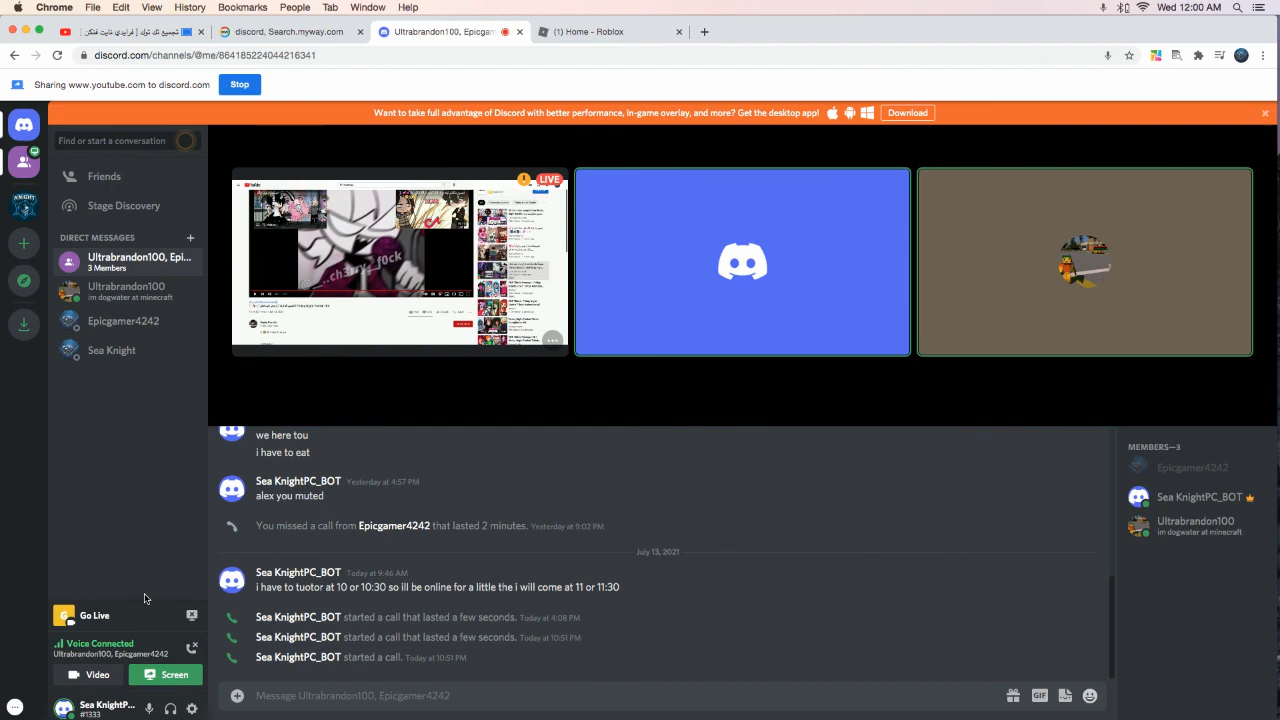 Chrome File Edit View History Bookmarks People Tab Window Help Wed 12:00 AM
تجميع تك توك | فرايدي نايت فنكن
discord, Search.myway.com
Ultrabrandon100, Epicgam
(1) Home - Roblox
discord.com/channels/@me/864185224044216341
Sharing www.youtube.com to discord.com Stop
Want to take full advantage of Discord with better performance, in-game overlay, and more? Get the desktop app! Download
Find or start a conversation
Friends
Stage Discovery
DIRECT MESSAGES
Ultrabrandon100, Epi...
3 Members
Ultrabrandon100
im dogwater at minecraft
Epicgamer4242
Sea Knight
KNIGHT
LIVE
we here tou
i have to eat
Sea KnightPC_BOT Yesterday at 4:57 PM
alex you muted
You missed a call from Epicgamer4242 that lasted 2 minutes. Yesterday at 9:02 PM
July 13, 2021
Sea KnightPC_BOT Today at 9:46 AM
i have to tuotor at 10 or 10:30 so ill be online for a little the i will come at 11 or 11:30
Sea KnightPC_BOT started a call that lasted a few seconds. Today at 4:08 PM
Sea KnightPC_BOT started a call that lasted a few seconds. Today at 10:51 PM
Sea KnightPC_BOT started a call. Today at 10:51 PM
Message Ultrabrandon100, Epicgamer4242
GIF
MEMBERS—3
Epicgamer4242
Sea KnightPC_BOT
Ultrabrandon100
im dogwater at minecraft
Go Live
Voice Connected
Ultrabrandon100, Epicgamer4242
Video Screen
Sea KnightP...
#1333